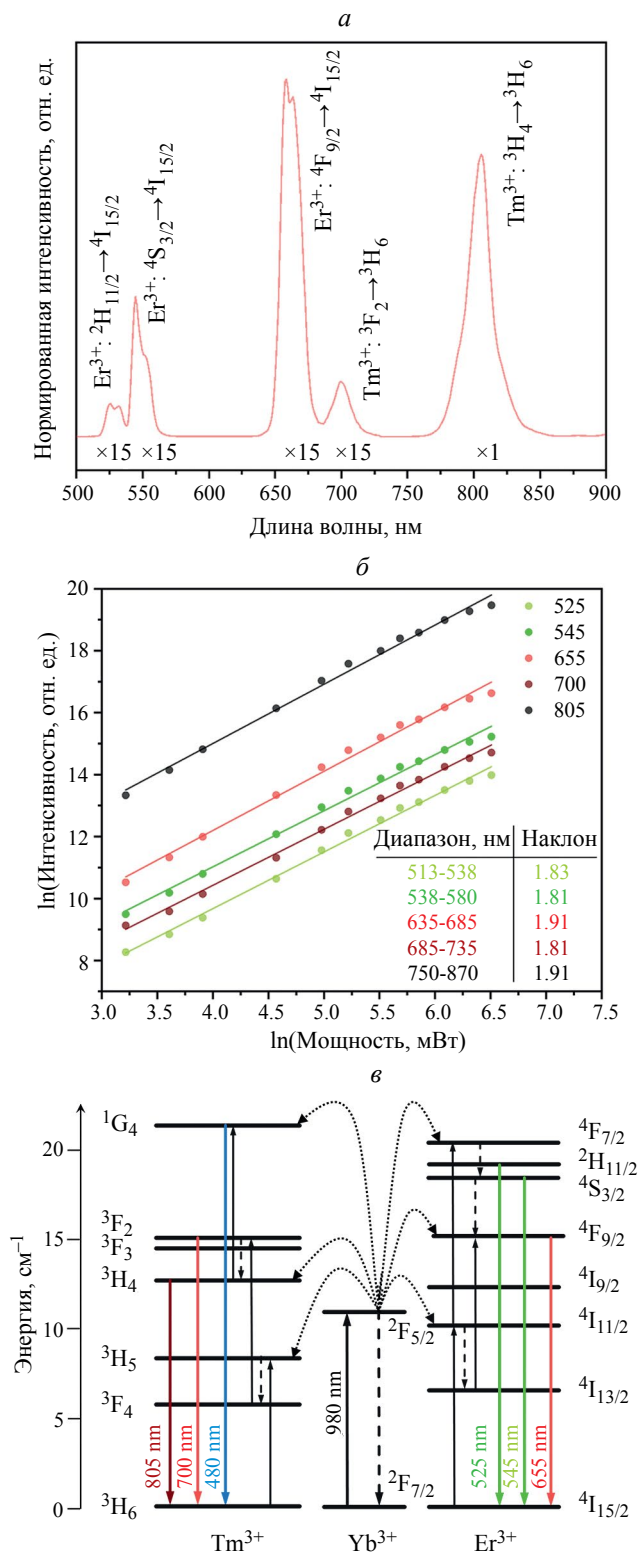 а
Нормированная интенсивность, отн. ед.
Er³⁺: ²H₁₁/₂→⁴I₁₅/₂
Er³⁺: ⁴S₃/₂→⁴I₁₅/₂
Er³⁺: ⁴F₉/₂→⁴I₁₅/₂
Tm³⁺: ³F₂→³H₆
Tm³⁺: ³H₄→³H₆
×15 ×15 ×15 ×15 ×1
500 550 650 700 750 800 850 900
Длина волны, нм
б
ln(Интенсивность, отн. ед.)
20
18
16
14
12
10
8
525
545
655
700
805
Диапазон, нм Наклон
513-538 1.83
538-580 1.81
635-685 1.91
685-735 1.81
750-870 1.91
3.0 3.5 4.0 4.5 5.0 5.5 6.0 6.5 7.0 7.5
ln(Мощность, мВт)
в
Энергия, см⁻¹
20
15
10
5
0
¹G₄
³F₂
³F₃
³H₄
³H₅
³F₄
³H₆
805 nm
700 nm
480 nm
Tm³⁺
980 nm
²F₅/₂
²F₇/₂
Yb³⁺
⁴F₇/₂
²H₁₁/₂
⁴S₃/₂
⁴F₉/₂
⁴I₉/₂
⁴I₁₁/₂
⁴I₁₃/₂
⁴I₁₅/₂
525 nm
545 nm
655 nm
Er³⁺